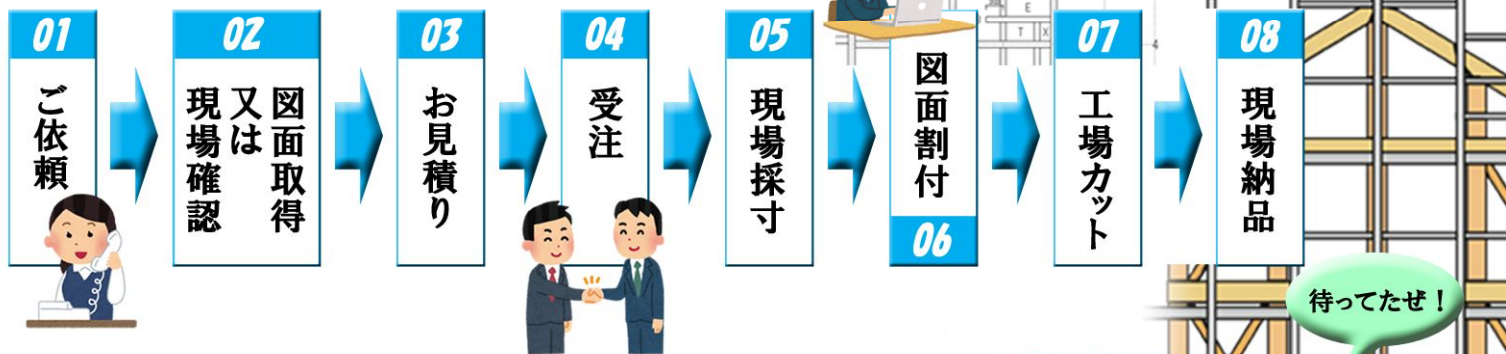 01
ご依頼
02
図面取得
又は
現場確認
03
お見積り
04
受注
05
現場採寸
図面割付
06
07
工場カット
08
現場納品
待ってたぜ！
E
T X
4